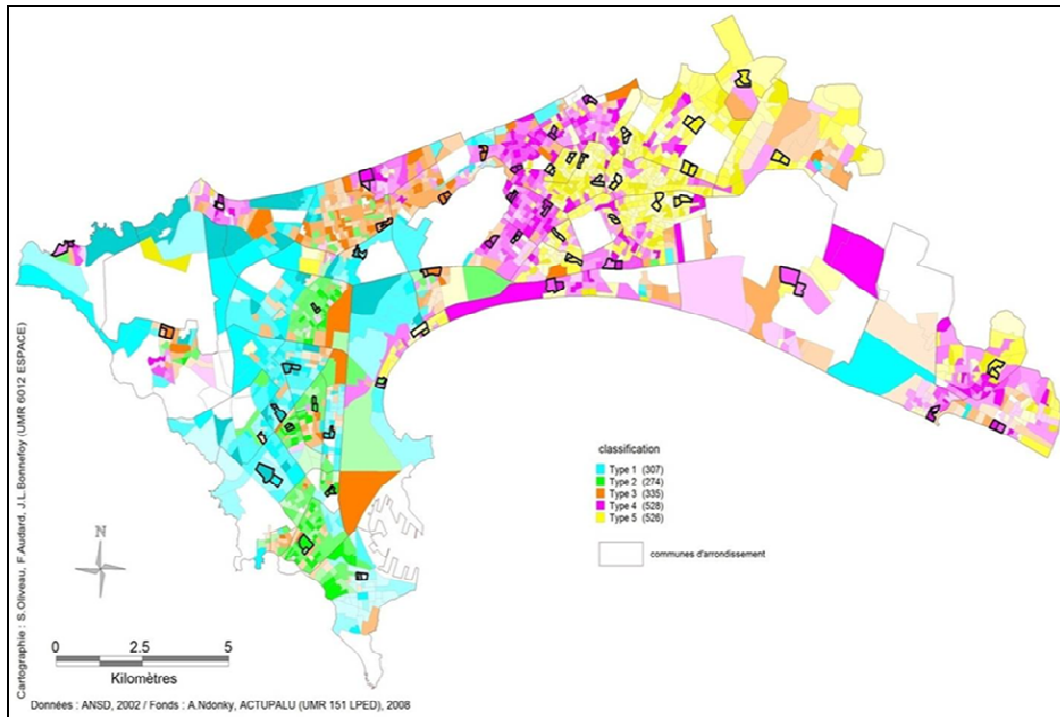 classification
Type 1 (307)
Type 2 (274)
Type 3 (335)
Type 4 (528)
Type 5 (526)
communes d'arrondissement
N
0 2.5 5
Kilomètres
Cartographie : S.Oliveau, F.Audard, J.L.Bonnefoy (UMR 6012 ESPACE)
Données : ANSD, 2002 / Fonds : A.Ndonky, ACTUPALU (UMR 151 LPED), 2008